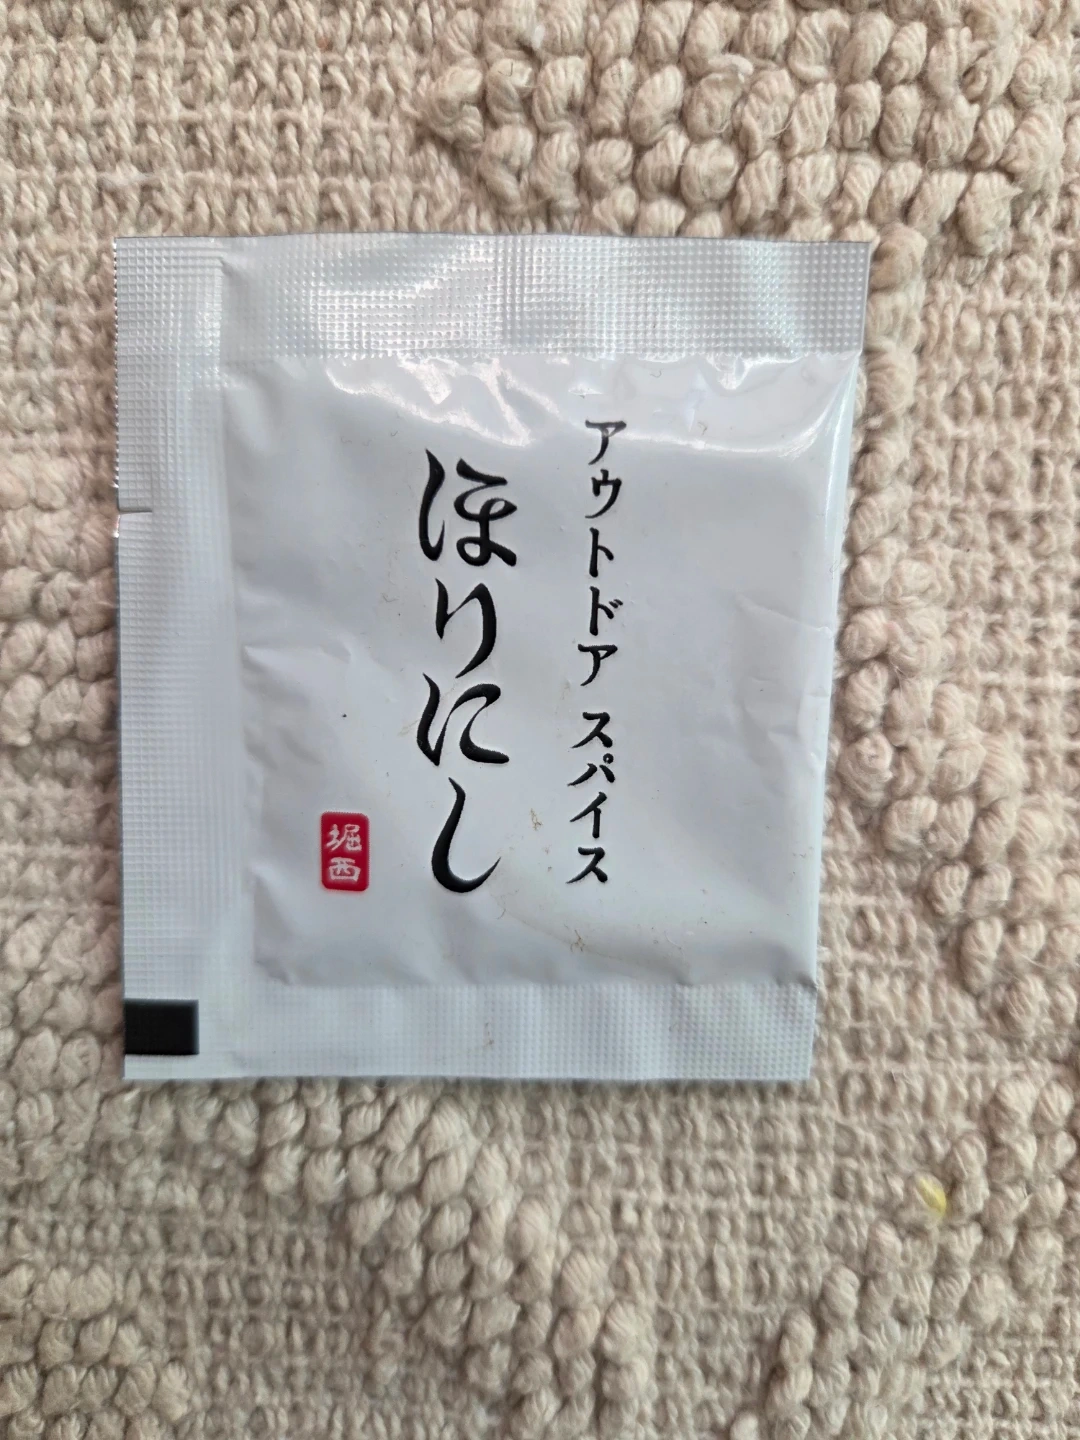 アウトドア スパイス
ほりにし
堀西